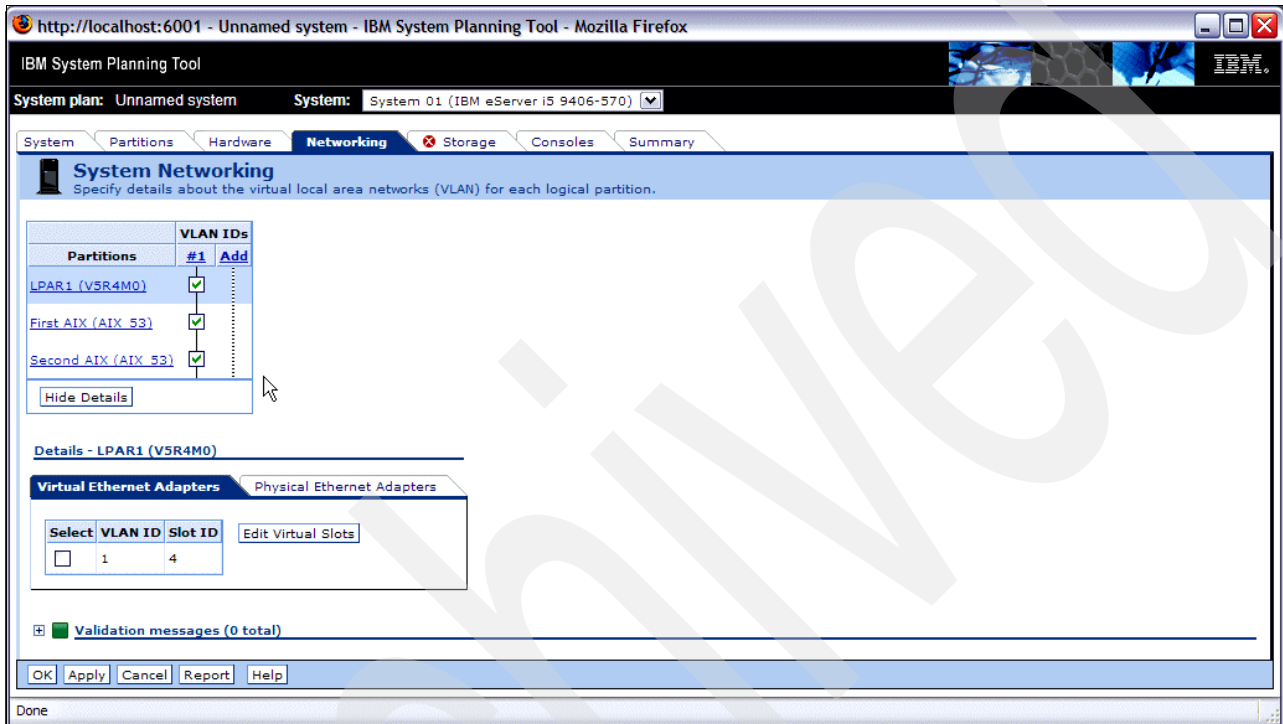 http://localhost:6001 - Unnamed system - IBM System Planning Tool - Mozilla Firefox
IBM System Planning Tool
IBM.
System plan: Unnamed system System: System 01 (IBM eServer i5 9406-570)
System Partitions Hardware Networking Storage Consoles Summary
System Networking
Specify details about the virtual local area networks (VLAN) for each logical partition.
VLAN IDs
Partitions #1 Add
LPAR1 (V5R4M0)
First AIX (AIX_53)
Second AIX (AIX_53)
Hide Details
Details - LPAR1 (V5R4M0)
Virtual Ethernet Adapters Physical Ethernet Adapters
Select VLAN ID Slot ID Edit Virtual Slots
1 4
Validation messages (0 total)
OK Apply Cancel Report Help
Done
hived